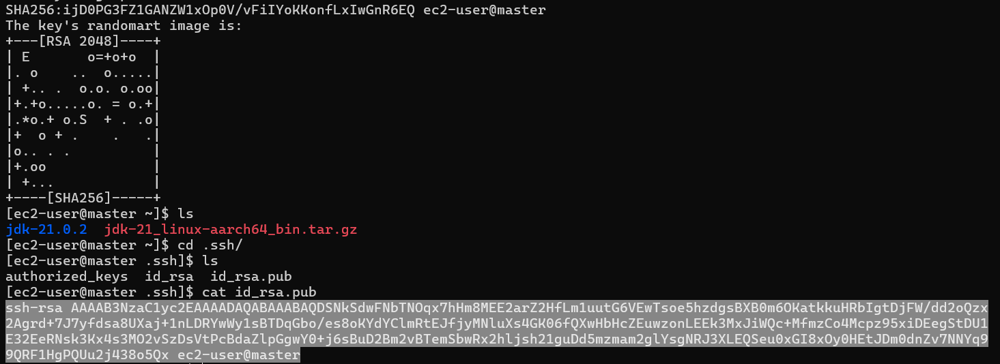 SHA256:ijD0PG3FZ1GANZW1xOp0V/vFiIYoKKonfLxIwGnR6EQ ec2-user@master
The key's randomart image is:
+---[RSA 2048]----+
| E       o=+o+o  |
|. o    ..  o.....|
| +.. .  o.o. o.oo|
|+.+o.....o. = o.+|
|.*o.+ o.S  + . .o|
|+  o + .    .   .|
|o.. . .          |
|+.oo             |
| +...            |
+----[SHA256]-----+
[ec2-user@master ~]$ ls
jdk-21.0.2  jdk-21_linux-aarch64_bin.tar.gz
[ec2-user@master ~]$ cd .ssh/
[ec2-user@master .ssh]$ ls
authorized_keys  id_rsa  id_rsa.pub
[ec2-user@master .ssh]$ cat id_rsa.pub
ssh-rsa AAAAB3NzaC1yc2EAAAADAQABAAABAQDSNkSdwFNbTNOqx7hHm8MEE2arZ2HfLm1uutG6VEwTsoe5hzdgsBXB0m6OKatkkuHRbIgtDjFW/dd2oQzx
2Agrd+7J7yfdsa8UXaj+1nLDRYwWy1sBTDqGbo/es8oKYdYClmRtEJfjyMNluXs4GK06fQXwHbHcZEuwzonLEEk3MxJiWQc+MfmzCo4Mcpz95xiDEegStDU1
E32EeRNsk3Kx4s3MO2vSzDsVtPcBdaZlpGgwY0+j6sBuD2Bm2vBTemSbwRx2hljsh21guDd5mzmam2glYsgNRJ3XLEQSeu0xGI8xOy0HEtJDm0dnZv7NNYq9
9QRF1HgPQUu2j438o5Qx ec2-user@master